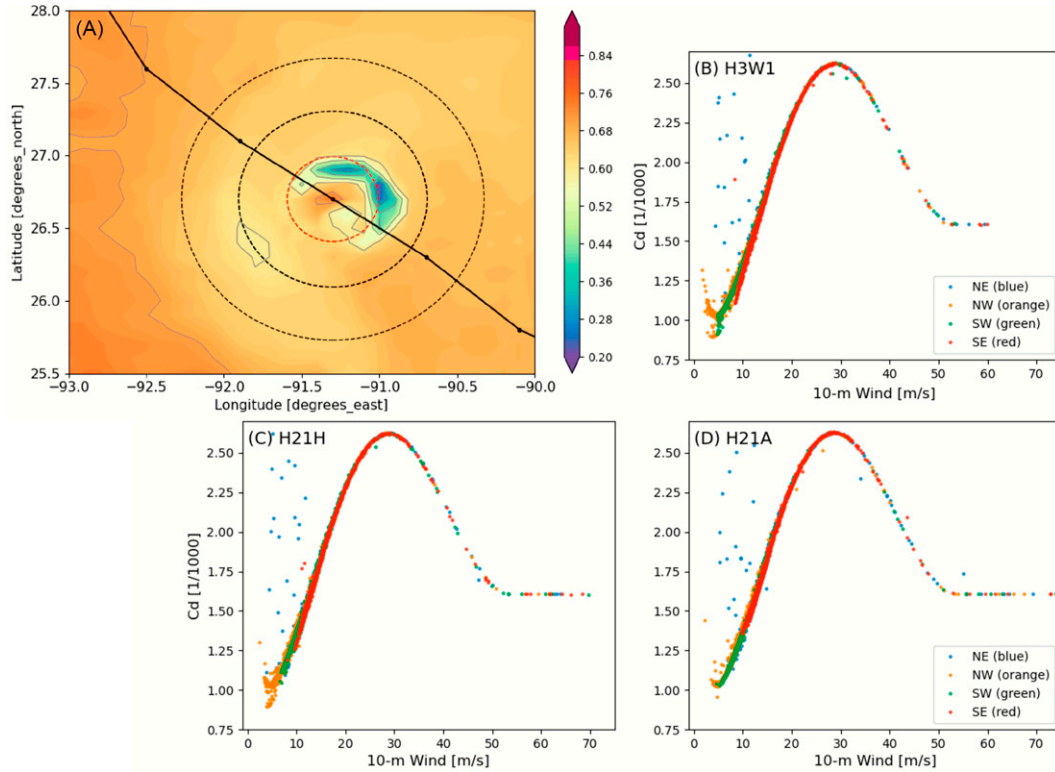 (A)
28.0
27.5
27.0
26.5
26.0
25.5
Latitude [degrees_north]
−93.0 −92.5 −92.0 −91.5 −91.0 −90.5 −90.0
Longitude [degrees_east]
0.84
0.76
0.68
0.60
0.52
0.44
0.36
0.28
0.20
(B) H3W1
2.50
2.25
2.00
1.75
1.50
1.25
1.00
0.75
Cd [1/1000]
NE (blue)
NW (orange)
SW (green)
SE (red)
0 10 20 30 40 50 60 70
10-m Wind [m/s]
(C) H21H
2.50
2.25
2.00
1.75
1.50
1.25
1.00
0.75
Cd [1/1000]
0 10 20 30 40 50 60 70
10-m Wind [m/s]
(D) H21A
2.50
2.25
2.00
1.75
1.50
1.25
1.00
0.75
Cd [1/1000]
NE (blue)
NW (orange)
SW (green)
SE (red)
0 10 20 30 40 50 60 70
10-m Wind [m/s]